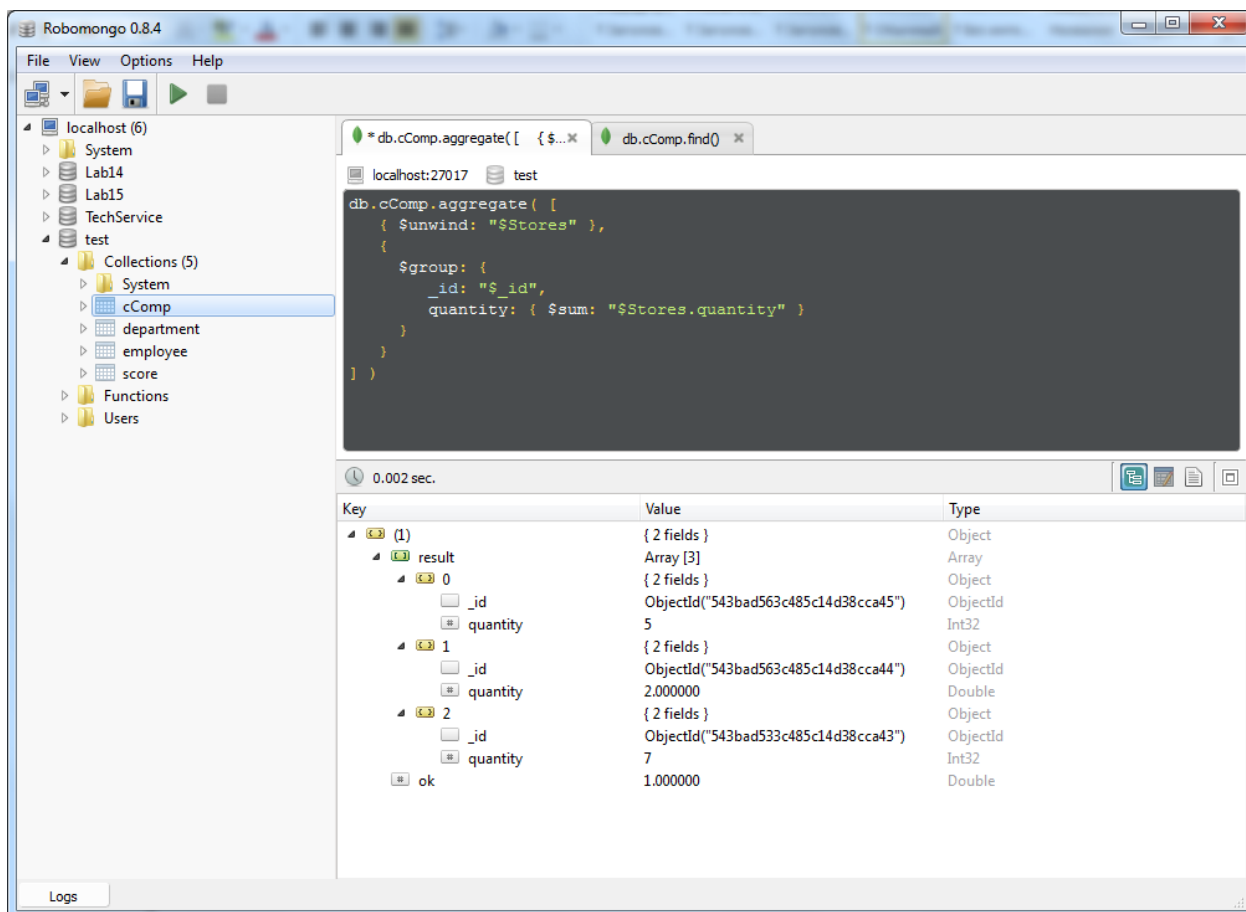 Robomongo 0.8.4
File View Options Help
localhost (6)
System
Lab14
Lab15
TechService
test
Collections (5)
System
cComp
department
employee
score
Functions
Users
* db.cComp.aggregate( [ { $... db.cComp.find()
localhost:27017 test
db.cComp.aggregate( [
{ $unwind: "$Stores" },
{
$group: {
_id: "$_id",
quantity: { $sum: "$Stores.quantity" }
}
}
] )
0.002 sec.
Key Value Type
(1) { 2 fields } Object
result Array [3] Array
0 { 2 fields } Object
_id ObjectId("543bad563c485c14d38cca45") ObjectId
quantity 5 Int32
1 { 2 fields } Object
_id ObjectId("543bad563c485c14d38cca44") ObjectId
quantity 2.000000 Double
2 { 2 fields } Object
_id ObjectId("543bad533c485c14d38cca43") ObjectId
quantity 7 Int32
ok 1.000000 Double
Logs